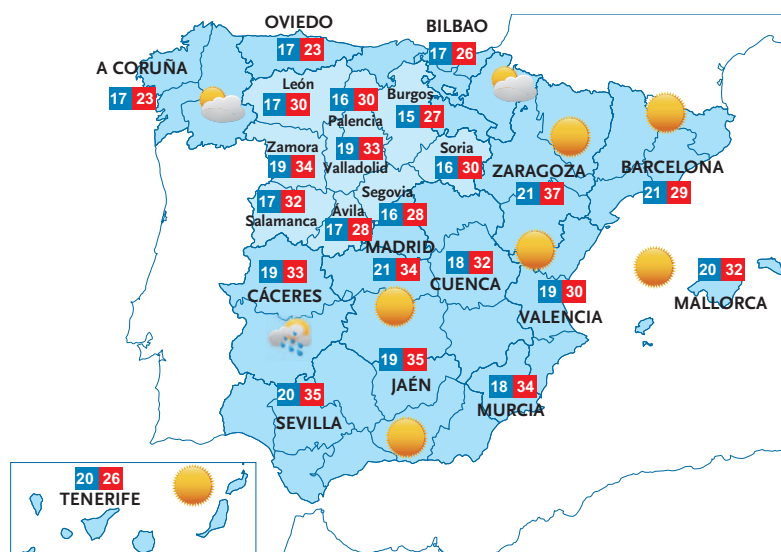 OVIEDO
17 23
BILBAO
17 26
A CORUÑA
17 23
León
17 30
16 30
Palencia
Burgos
15 27
Zamora
19 34
19 33
Valladolid
Soria
16 30
ZARAGOZA
21 37
BARCELONA
21 29
17 32
Salamanca
Ávila
17 28
Segovia
16 28
MADRID
21 34
18 32
CUENCA
19 33
CÁCERES
19 30
VALENCIA
20 32
MALLORCA
19 35
JAÉN
18 34
MURCIA
20 35
SEVILLA
20 26
TENERIFE